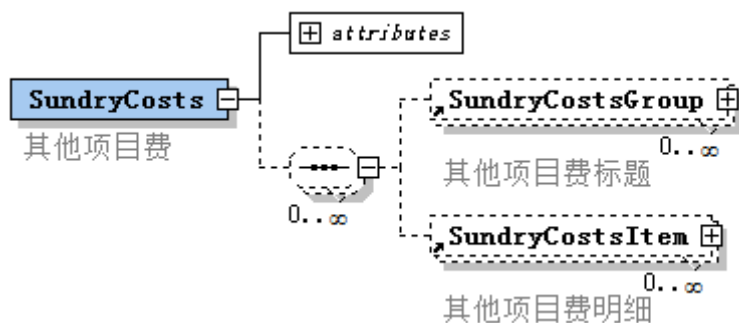 attributes
SundryCosts
其他项目费
0..∞
SundryCostsGroup
0..∞
其他项目费标题
SundryCostsItem
0..∞
其他项目费明细